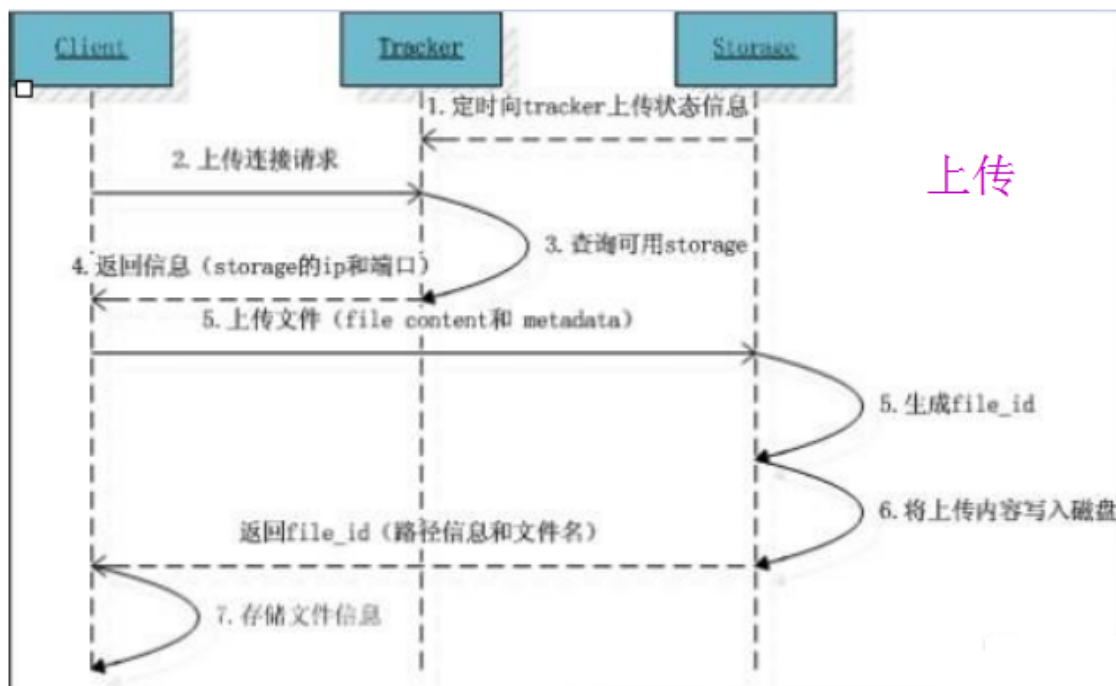 Client
Tracker
Storage
1.定时向tracker上传状态信息
2.上传连接请求
上传
3.查询可用storage
4.返回信息（storage的ip和端口）
5.上传文件（file content和 metadata）
5.生成file_id
6.将上传内容写入磁盘
返回file_id（路径信息和文件名）
7.存储文件信息